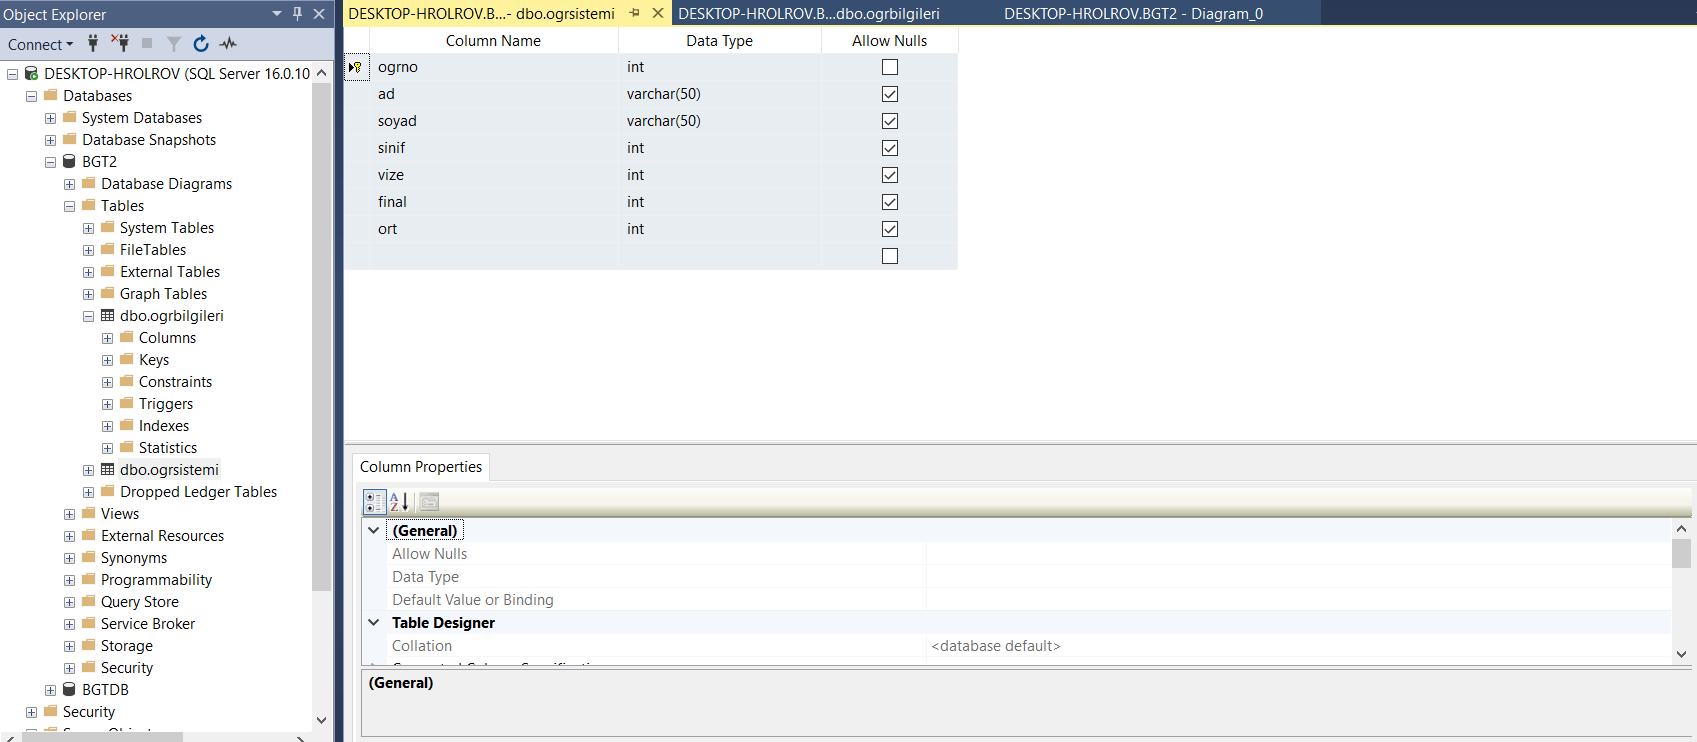 Object Explorer
Connect
DESKTOP-HROLROV (SQL Server 16.0.10
Databases
System Databases
Database Snapshots
BGT2
Database Diagrams
Tables
System Tables
FileTables
External Tables
Graph Tables
dbo.ogrbilgileri
Columns
Keys
Constraints
Triggers
Indexes
Statistics
dbo.ogrsistemi
Dropped Ledger Tables
Views
External Resources
Synonyms
Programmability
Query Store
Service Broker
Storage
Security
BGTDB
Security
DESKTOP-HROLROV.B...- dbo.ogrsistemi
DESKTOP-HROLROV.B...dbo.ogrbilgileri
DESKTOP-HROLROV.BGT2 - Diagram_0
Column Name Data Type Allow Nulls
ogrno int
ad varchar(50)
soyad varchar(50)
sinif int
vize int
final int
ort int
Column Properties
(General)
Allow Nulls
Data Type
Default Value or Binding
Table Designer
Collation <database default>
(General)